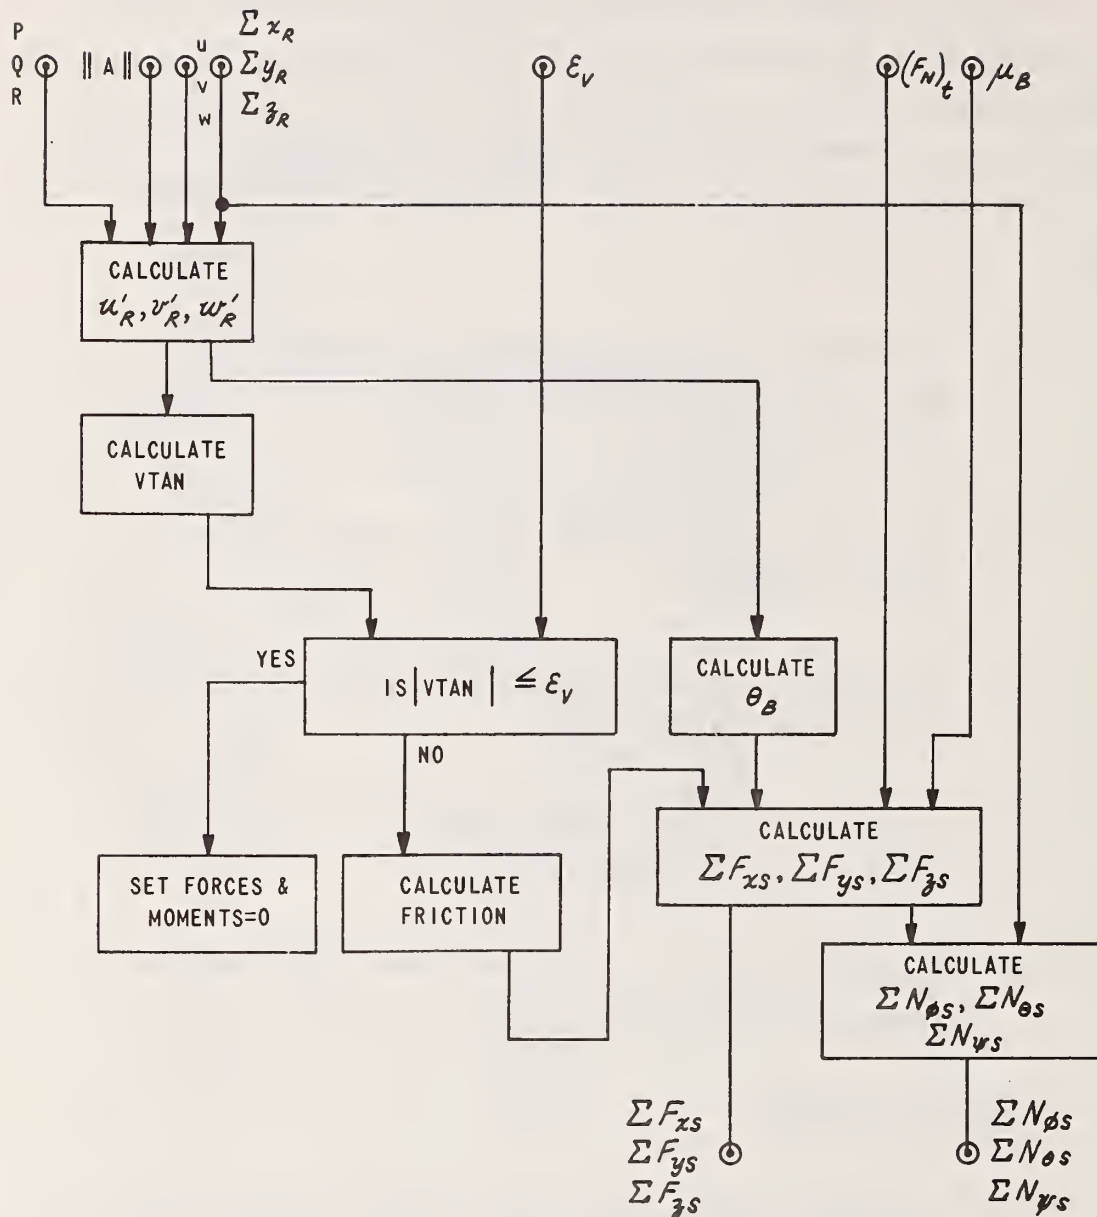 P
Q
R
‖A‖
u
v
w
Σx_R
Σy_R
Σz_R
ε_V
(F_N)_t
μ_B
CALCULATE
u'_R, v'_R, w'_R
CALCULATE
VTAN
YES
IS |VTAN| ≤ ε_V
NO
CALCULATE
θ_B
SET FORCES &
MOMENTS=0
CALCULATE
FRICTION
CALCULATE
ΣF_xs, ΣF_ys, ΣF_zs
CALCULATE
ΣN_φs, ΣN_θs
ΣN_ψs
ΣF_xs
ΣF_ys
ΣF_zs
ΣN_φs
ΣN_θs
ΣN_ψs